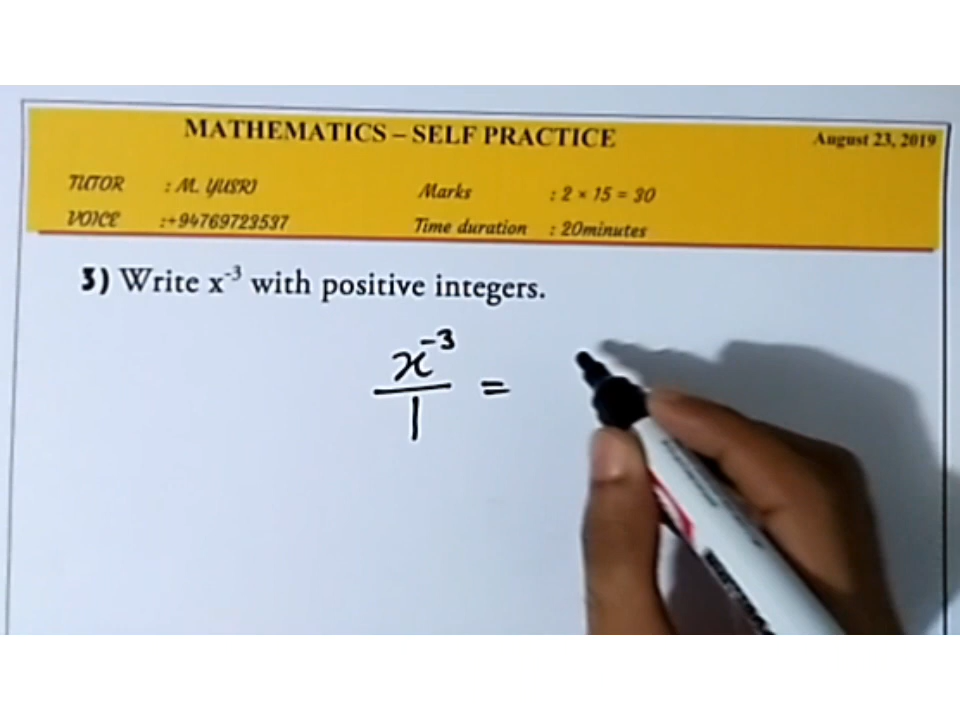 MATHEMATICS – SELF PRACTICE August 23, 2019
TUTOR : M. YUSRI Marks : 2 × 15 = 30
VOICE :+94769723537 Time duration : 20minutes
3) Write x⁻³ with positive integers.
x⁻³/1 =